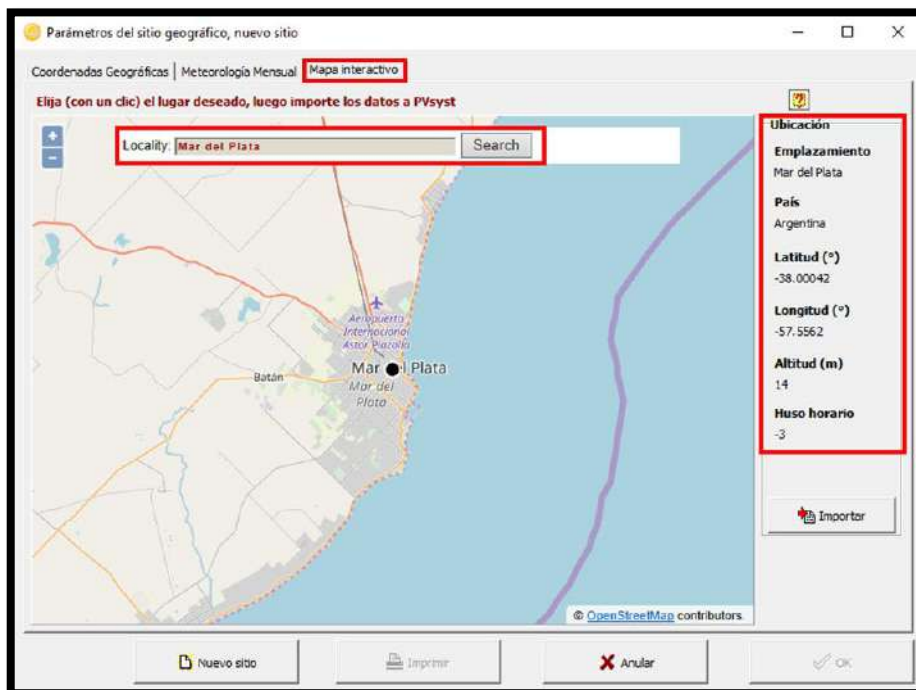 Parámetros del sitio geográfico, nuevo sitio
Coordenadas Geográficas
Meteorología Mensual
Mapa interactivo
Elija (con un clic) el lugar deseado, luego importe los datos a PVsyst
Locality:
Mar del Plata
Search
Aeropuerto
Internacional
Astor Piazolla
Mar del Plata
Mar del
Plata
Batán
© OpenStreetMap contributors.
Ubicación
Emplazamiento
Mar del Plata
País
Argentina
Latitud (°)
-38.00042
Longitud (°)
-57.5562
Altitud (m)
14
Huso horario
-3
Importar
Nuevo sitio
Imprimir
Anular
OK